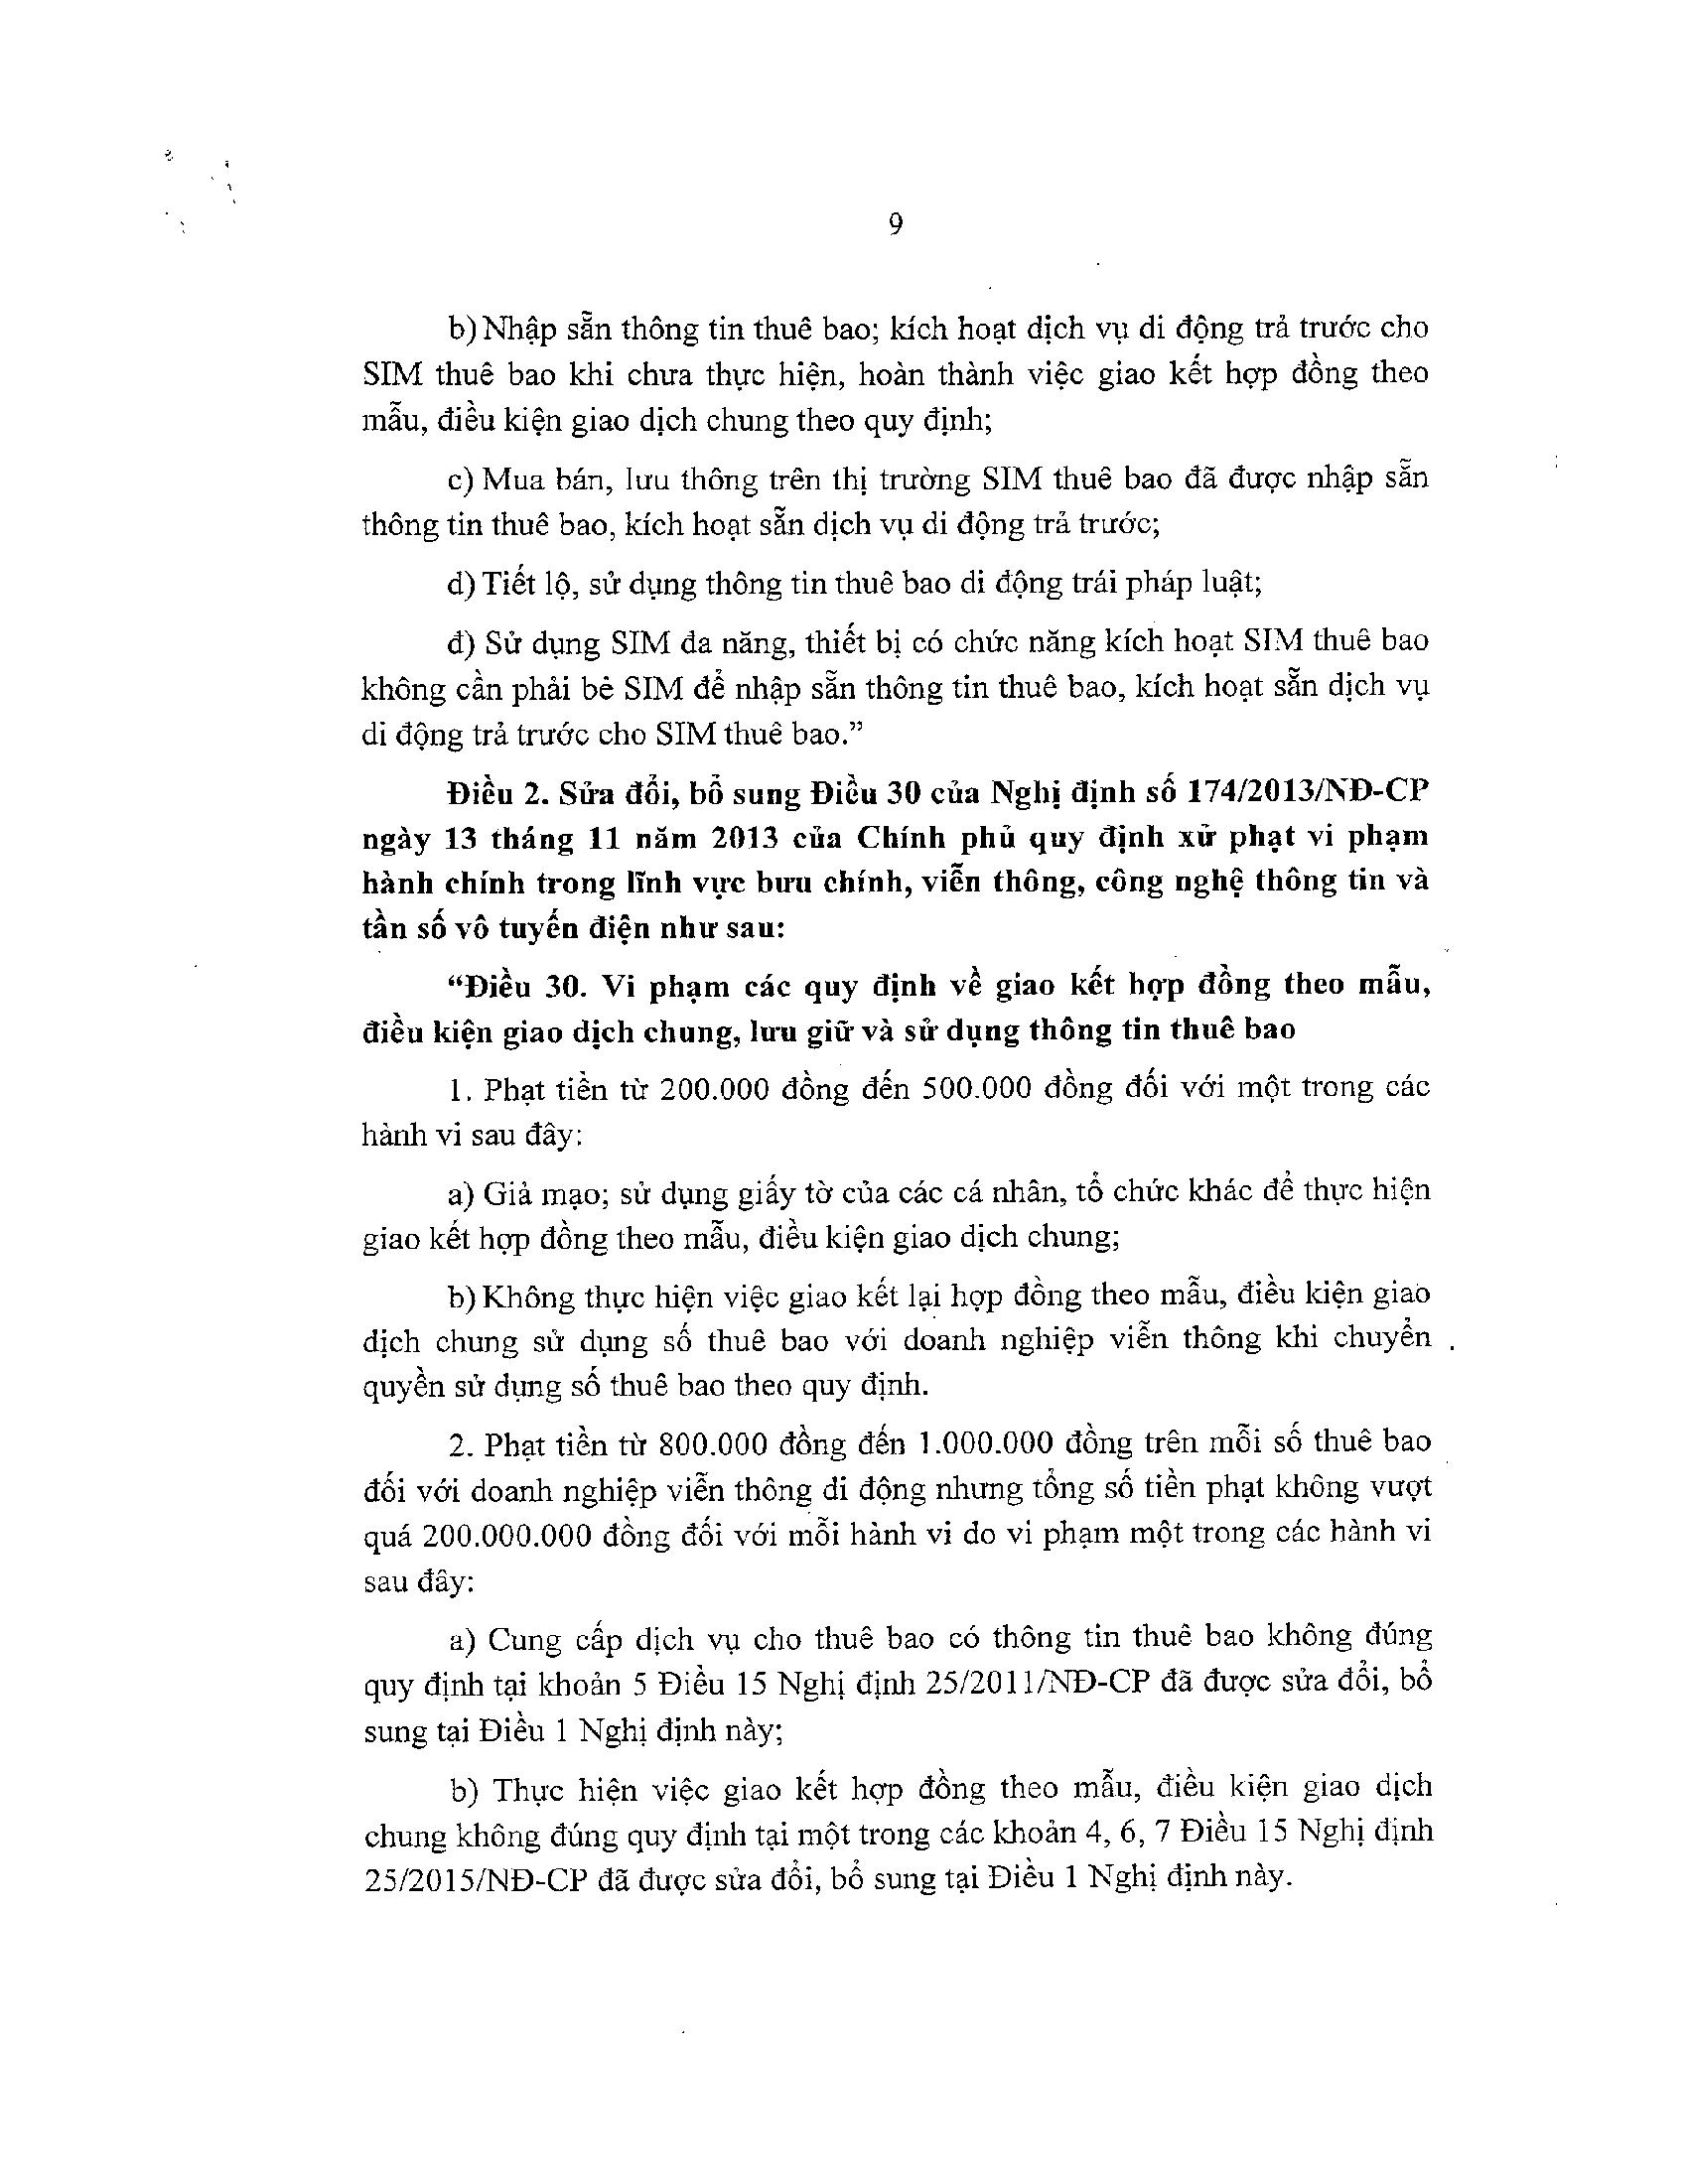 9
b) Nhập sẵn thông tin thuê bao; kích hoạt dịch vụ di động trả trước cho
SIM thuê bao khi chưa thực hiện, hoàn thành việc giao kết hợp đồng theo
mẫu, điều kiện giao dịch chung theo quy định;
c) Mua bán, lưu thông trên thị trường SIM thuê bao đã được nhập sẵn
thông tin thuê bao, kích hoạt sẵn dịch vụ di động trả trước;
d) Tiết lộ, sử dụng thông tin thuê bao di động trái pháp luật;
đ) Sử dụng SIM đa năng, thiết bị có chức năng kích hoạt SIM thuê bao
không cần phải bẻ SIM để nhập sẵn thông tin thuê bao, kích hoạt sẵn dịch vụ
di động trả trước cho SIM thuê bao.”
Điều 2. Sửa đổi, bổ sung Điều 30 của Nghị định số 174/2013/NĐ-CP
ngày 13 tháng 11 năm 2013 của Chính phủ quy định xử phạt vi phạm
hành chính trong lĩnh vực bưu chính, viễn thông, công nghệ thông tin và
tần số vô tuyến điện như sau:
“Điều 30. Vi phạm các quy định về giao kết hợp đồng theo mẫu,
điều kiện giao dịch chung, lưu giữ và sử dụng thông tin thuê bao
1. Phạt tiền từ 200.000 đồng đến 500.000 đồng đối với một trong các
hành vi sau đây:
a) Giả mạo; sử dụng giấy tờ của các cá nhân, tổ chức khác để thực hiện
giao kết hợp đồng theo mẫu, điều kiện giao dịch chung;
b) Không thực hiện việc giao kết lại hợp đồng theo mẫu, điều kiện giao
dịch chung sử dụng số thuê bao với doanh nghiệp viễn thông khi chuyển
quyền sử dụng số thuê bao theo quy định.
2. Phạt tiền từ 800.000 đồng đến 1.000.000 đồng trên mỗi số thuê bao
đối với doanh nghiệp viễn thông di động nhưng tổng số tiền phạt không vượt
quá 200.000.000 đồng đối với mỗi hành vi do vi phạm một trong các hành vi
sau đây:
a) Cung cấp dịch vụ cho thuê bao có thông tin thuê bao không đúng
quy định tại khoản 5 Điều 15 Nghị định 25/2011/NĐ-CP đã được sửa đổi, bổ
sung tại Điều 1 Nghị định này;
b) Thực hiện việc giao kết hợp đồng theo mẫu, điều kiện giao dịch
chung không đúng quy định tại một trong các khoản 4, 6, 7 Điều 15 Nghị định
25/2015/NĐ-CP đã được sửa đổi, bổ sung tại Điều 1 Nghị định này.